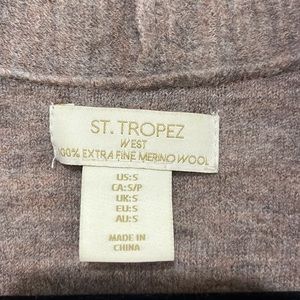 ST. TROPEZ
WEST
100% EXTRA FINE MERINO WOOL
US:S
CA:S/P
UK:S
EU:S
AU:S
MADE IN
CHINA